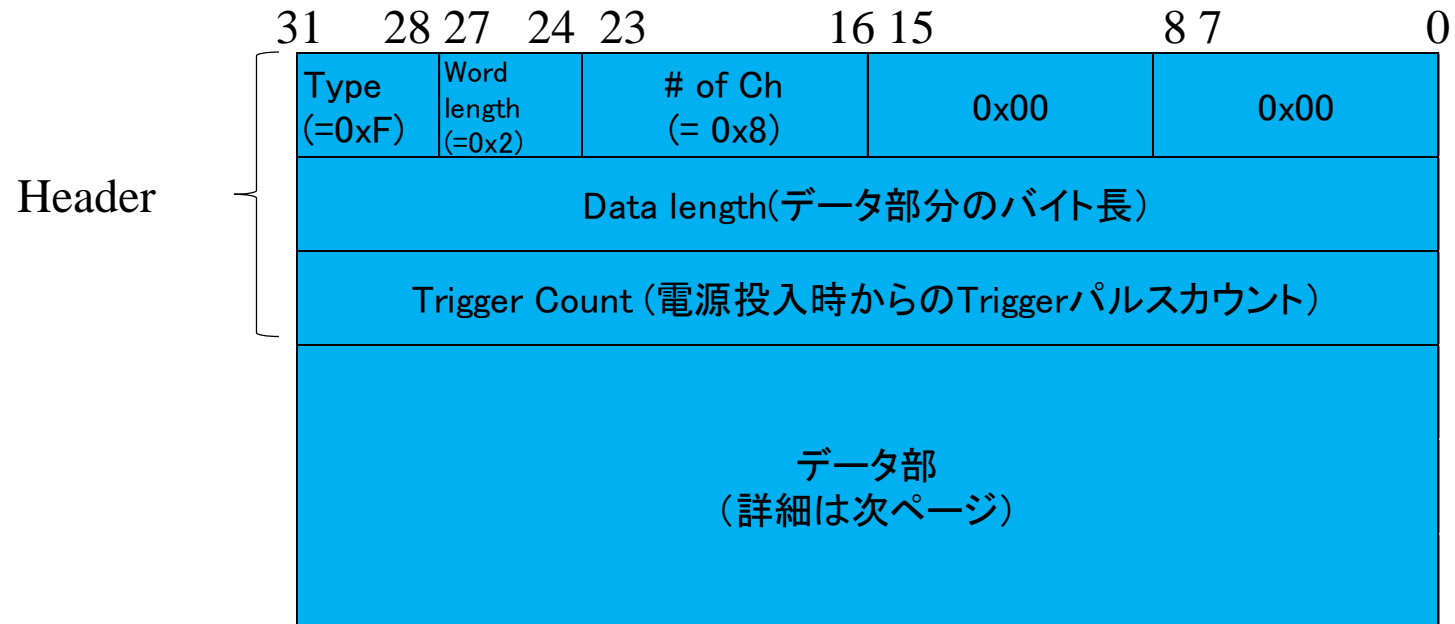 31 28 27 24 23 16 15 8 7 0
Type
(=0xF)
Word
length
(=0x2)
# of Ch
(= 0x8)
0x00
0x00
Header
Data length(データ部分のバイト長)
Trigger Count (電源投入時からのTriggerパルスカウント)
データ部
(詳細は次ページ)